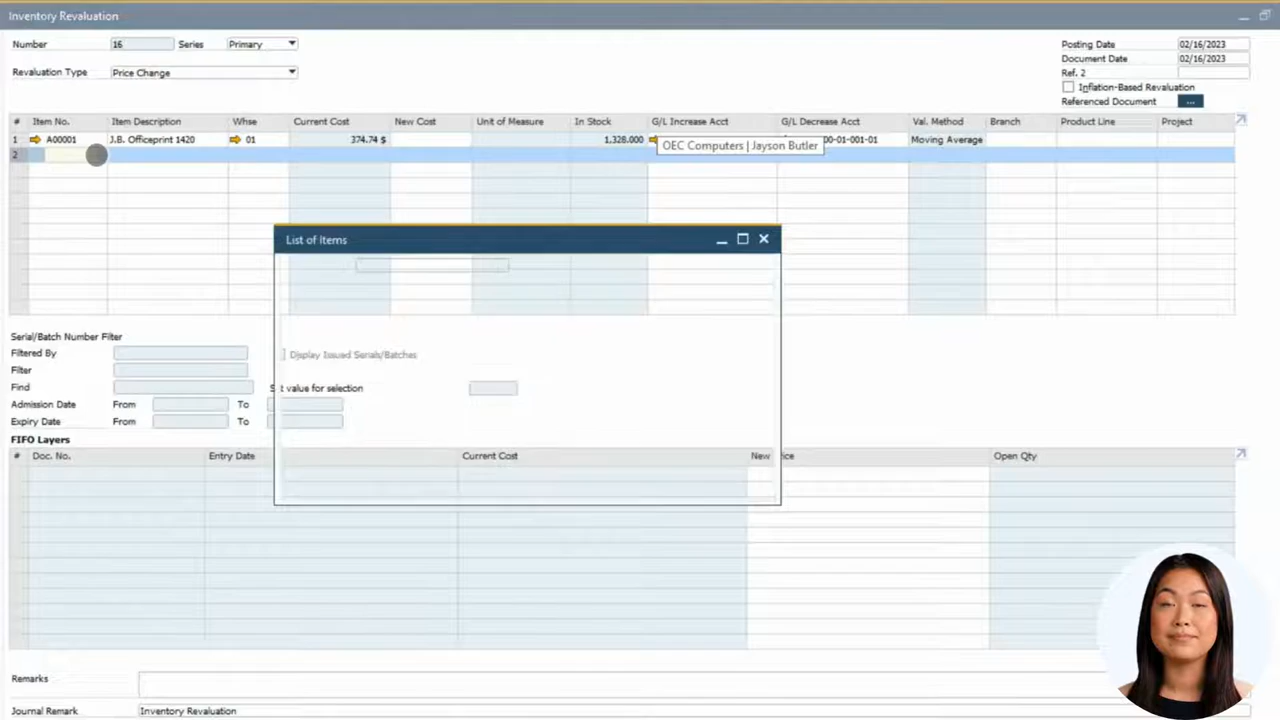 Inventory Revaluation
Number 16 Series Primary Posting Date 02/16/2023
Document Date 02/16/2023
Revaluation Type Price Change Ref. 2
Inflation-Based Revaluation
Referenced Document ...
# Item No. Item Description Whse Current Cost New Cost Unit of Measure In Stock G/L Increase Acct G/L Decrease Acct Val. Method Branch Product Line Project
1 A00001 J.B. Officeprint 1420 01 374.74 $ 1,328.000 00-01-001-01 Moving Average
OEC Computers | Jayson Butler
2
List of Items
Serial/Batch Number Filter
Filtered By Display Issued Serials/Batches
Filter
Find Set value for selection
Admission Date From To
Expiry Date From To
FIFO Layers
# Doc. No. Entry Date Current Cost New Open Qty
Remarks
Journal Remark Inventory Revaluation